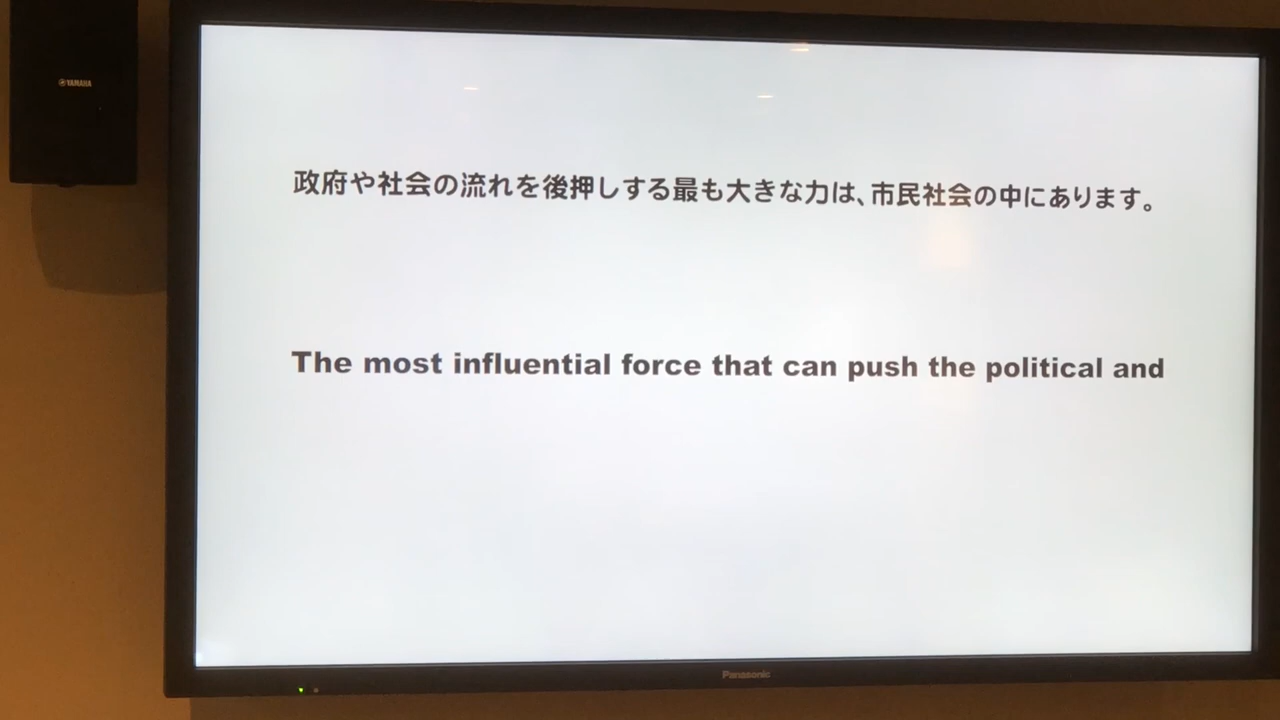 YAMAHA
政府や社会の流れを後押しする最も大きな力は、市民社会の中にあります。
The most influential force that can push the political and
Panasonic